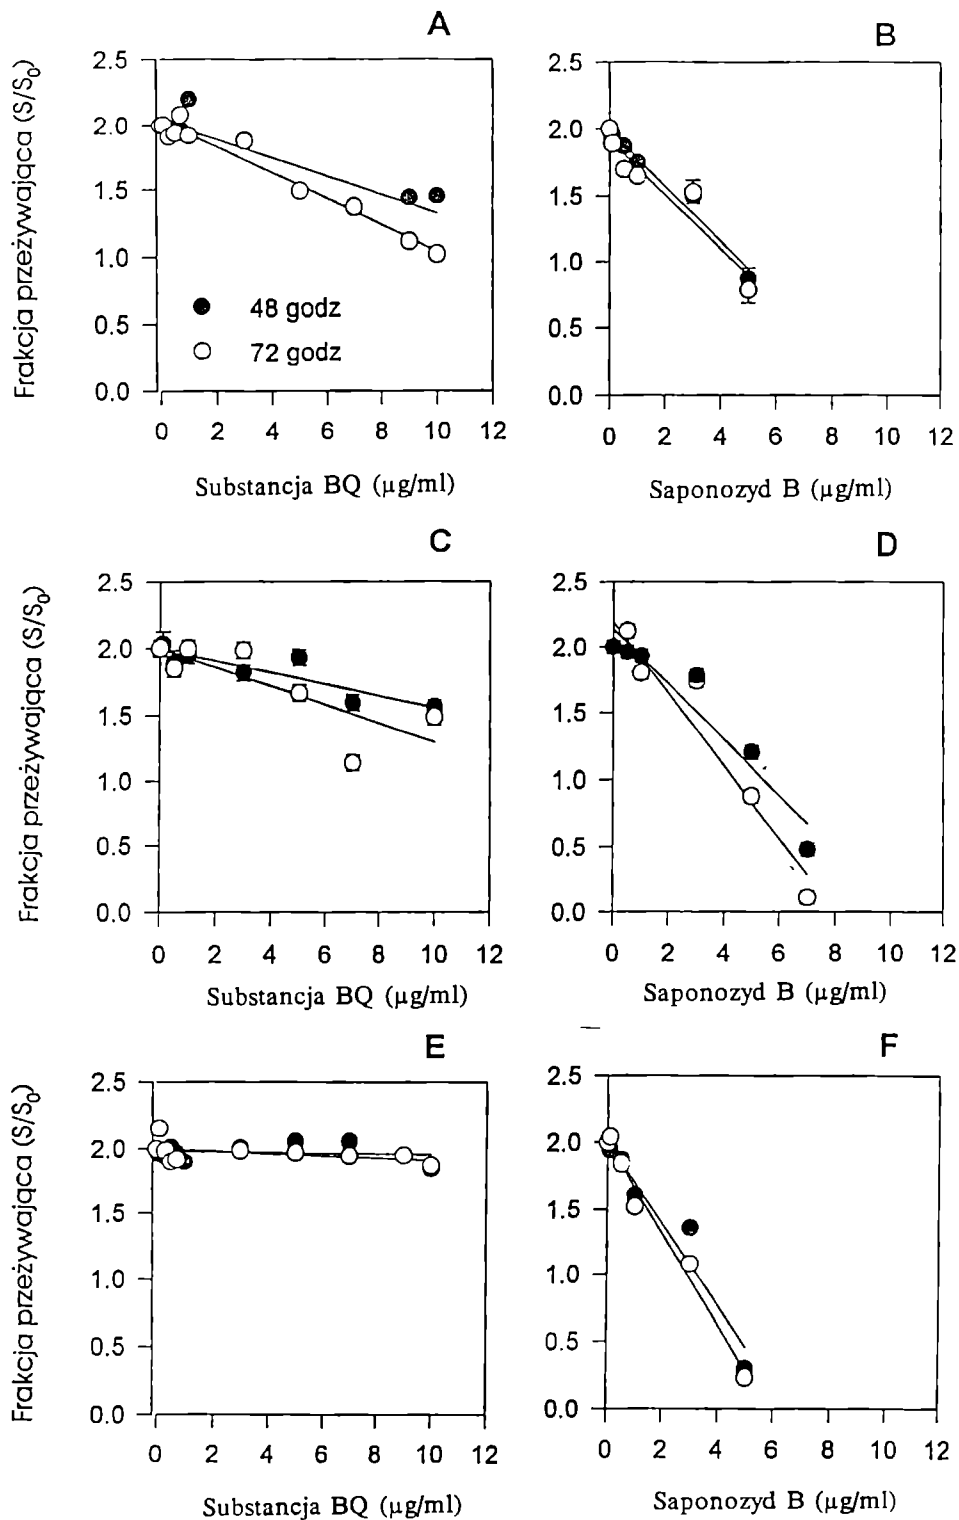 A
Frakcja przeżywająca (S/S0)
2.5
2.0
1.5
1.0
0.5
0.0
48 godz
72 godz
0 2 4 6 8 10 12
Substancja BQ (µg/ml)
B
2.5
2.0
1.5
1.0
0.5
0.0
0 2 4 6 8 10 12
Saponozyd B (µg/ml)
C
Frakcja przeżywająca (S/S0)
2.5
2.0
1.5
1.0
0.5
0.0
0 2 4 6 8 10 12
Substancja BQ (µg/ml)
D
2.5
2.0
1.5
1.0
0.5
0.0
0 2 4 6 8 10 12
Saponozyd B (µg/ml)
E
Frakcja przeżywająca (S/S0)
2.5
2.0
1.5
1.0
0.5
0.0
0 2 4 6 8 10 12
Substancja BQ (µg/ml)
F
2.5
2.0
1.5
1.0
0.5
0.0
0 2 4 6 8 10 12
Saponozyd B (µg/ml)